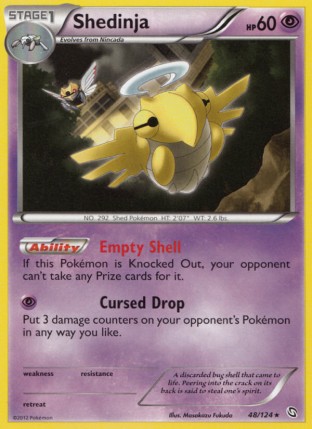 STAGE1
Shedinja
HP60
Evolves from Nincada
NO. 292 Shed Pokémon HT. 2'07" WT. 2.6 lbs.
Ability Empty Shell
If this Pokémon is Knocked Out, your opponent
can't take any Prize cards for it.
Cursed Drop
Put 3 damage counters on your opponent's Pokémon
in any way you like.
weakness resistance
retreat
A discarded bug shell that came
to life. Peering into the crack on its
back is said to steal one's spirit.
©2012 Pokémon
Illus. Masakazu Fukuda
48/124 ★